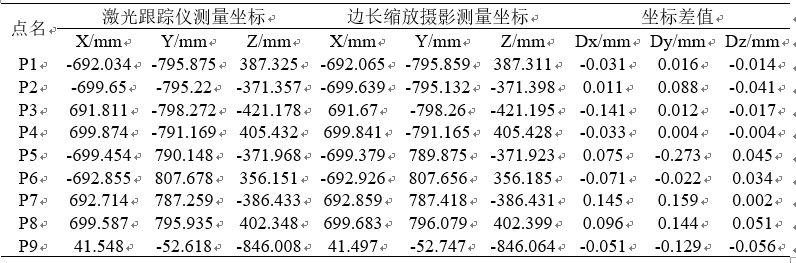 点名 激光跟踪仪测量坐标 边长缩放摄影测量坐标 坐标差值
X/mm Y/mm Z/mm X/mm Y/mm Z/mm Dx/mm Dy/mm Dz/mm
P1 -692.034 -795.875 387.325 -692.065 -795.859 387.311 -0.031 0.016 -0.014
P2 -699.65 -795.22 -371.357 -699.639 -795.132 -371.398 0.011 0.088 -0.041
P3 691.811 -798.272 -421.178 691.67 -798.26 -421.195 -0.141 0.012 -0.017
P4 699.874 -791.169 405.432 699.841 -791.165 405.428 -0.033 0.004 -0.004
P5 -699.454 790.148 -371.968 -699.379 789.875 -371.923 0.075 -0.273 0.045
P6 -692.855 807.678 356.151 -692.926 807.656 356.185 -0.071 -0.022 0.034
P7 692.714 787.259 -386.433 692.859 787.418 -386.431 0.145 0.159 0.002
P8 699.587 795.935 402.348 699.683 796.079 402.399 0.096 0.144 0.051
P9 41.548 -52.618 -846.008 41.497 -52.747 -846.064 -0.051 -0.129 -0.056